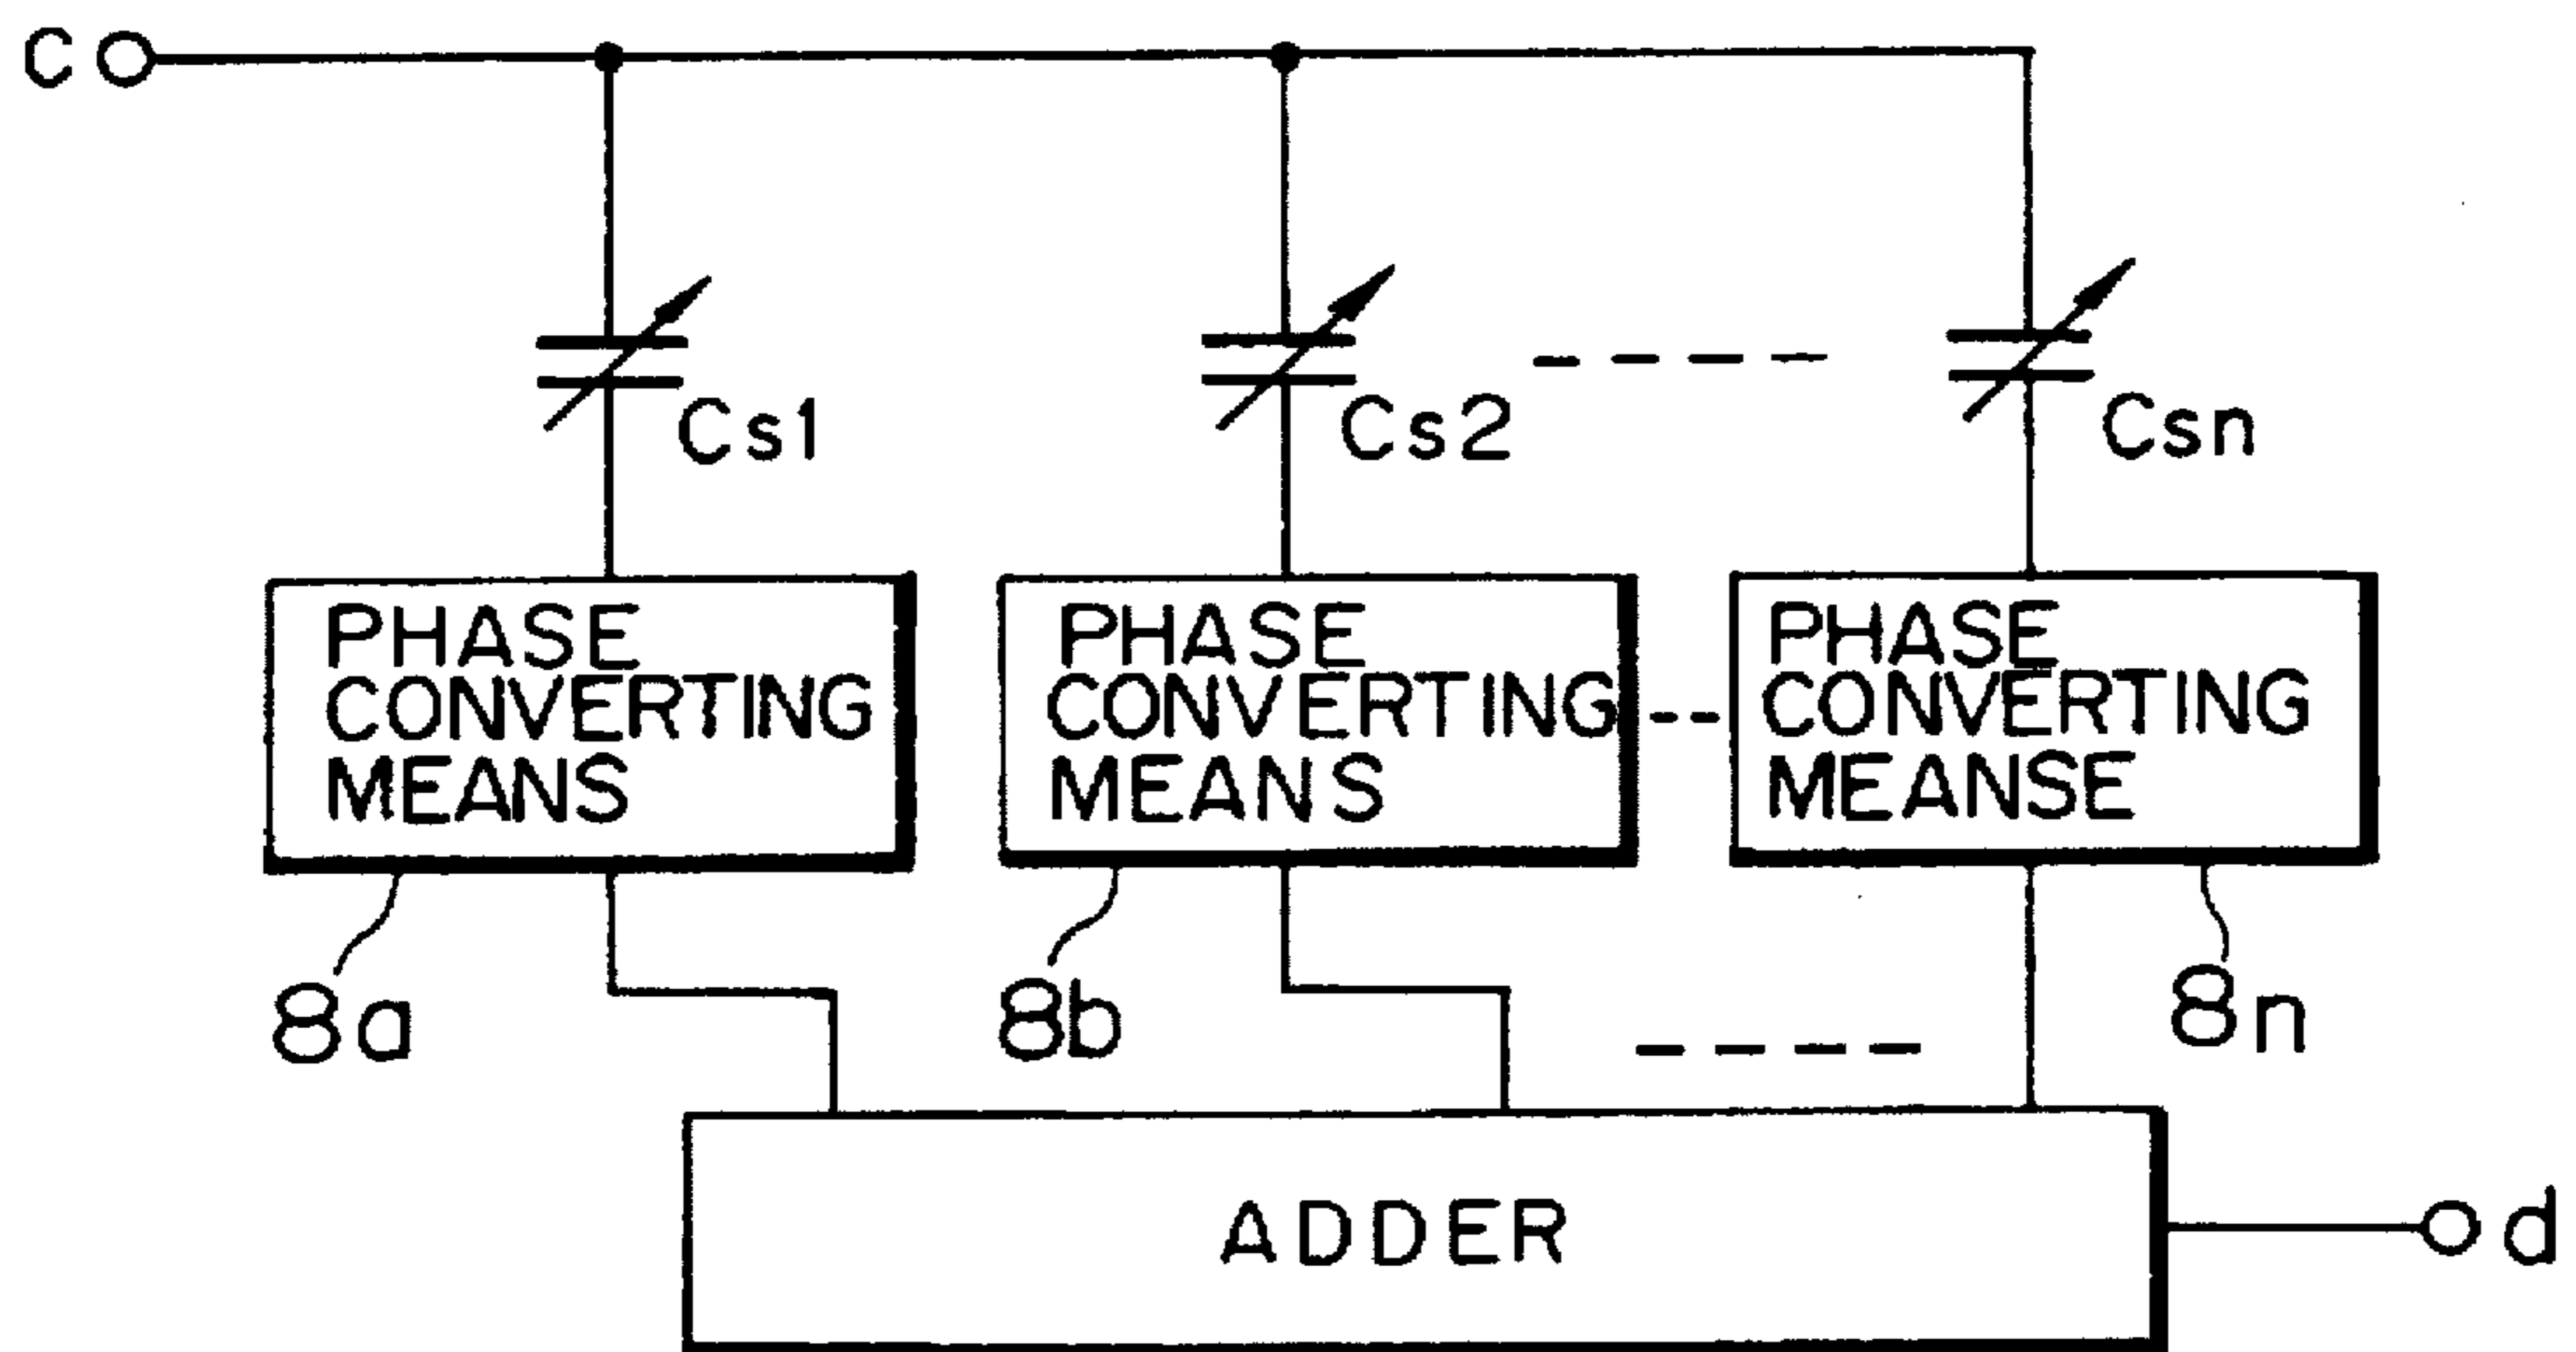 C
Cs1
Cs2
Csn
PHASE
CONVERTING
MEANS
PHASE
CONVERTING
MEANS
PHASE
CONVERTING
MEANSE
8a
8b
8n
ADDER
d